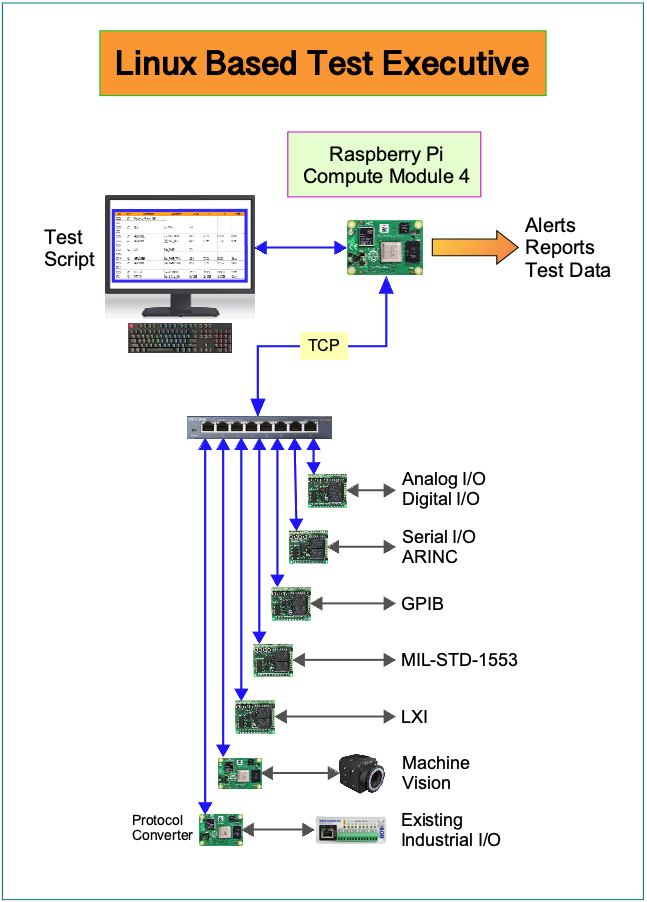 Linux Based Test Executive
Raspberry Pi
Compute Module 4
Test
Script
Alerts
Reports
Test Data
TCP
Analog I/O
Digital I/O
Serial I/O
ARINC
GPIB
MIL-STD-1553
LXI
Machine
Vision
Protocol
Converter
Existing
Industrial I/O